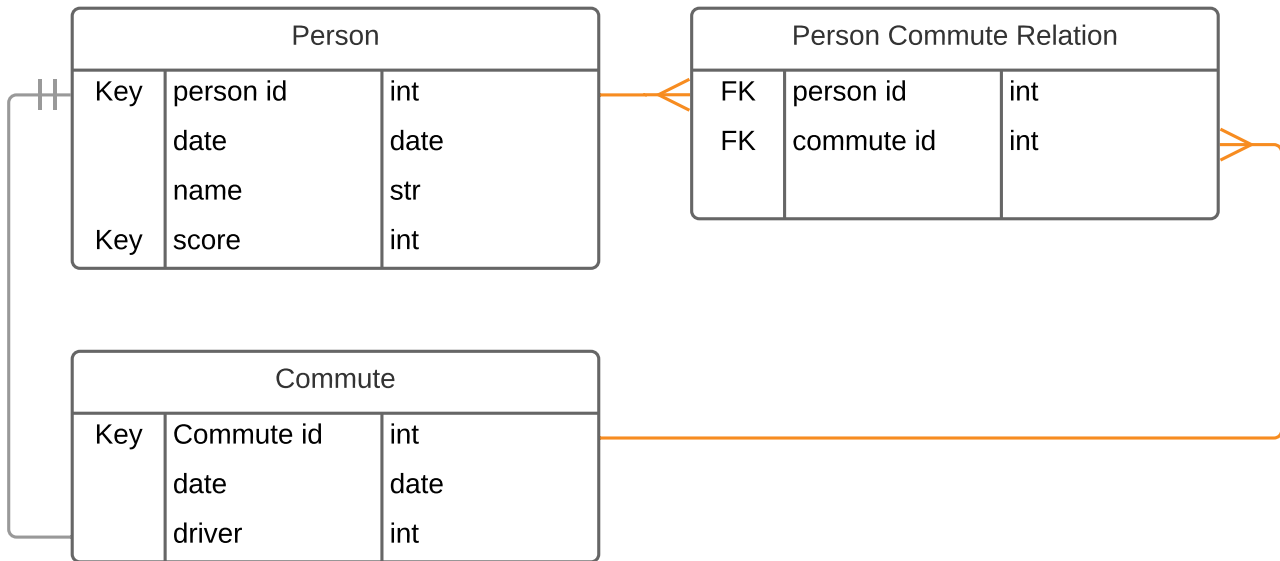 Person
Key person id int
date date
name str
Key score int
Person Commute Relation
FK person id int
FK commute id int
Commute
Key Commute id int
date date
driver int